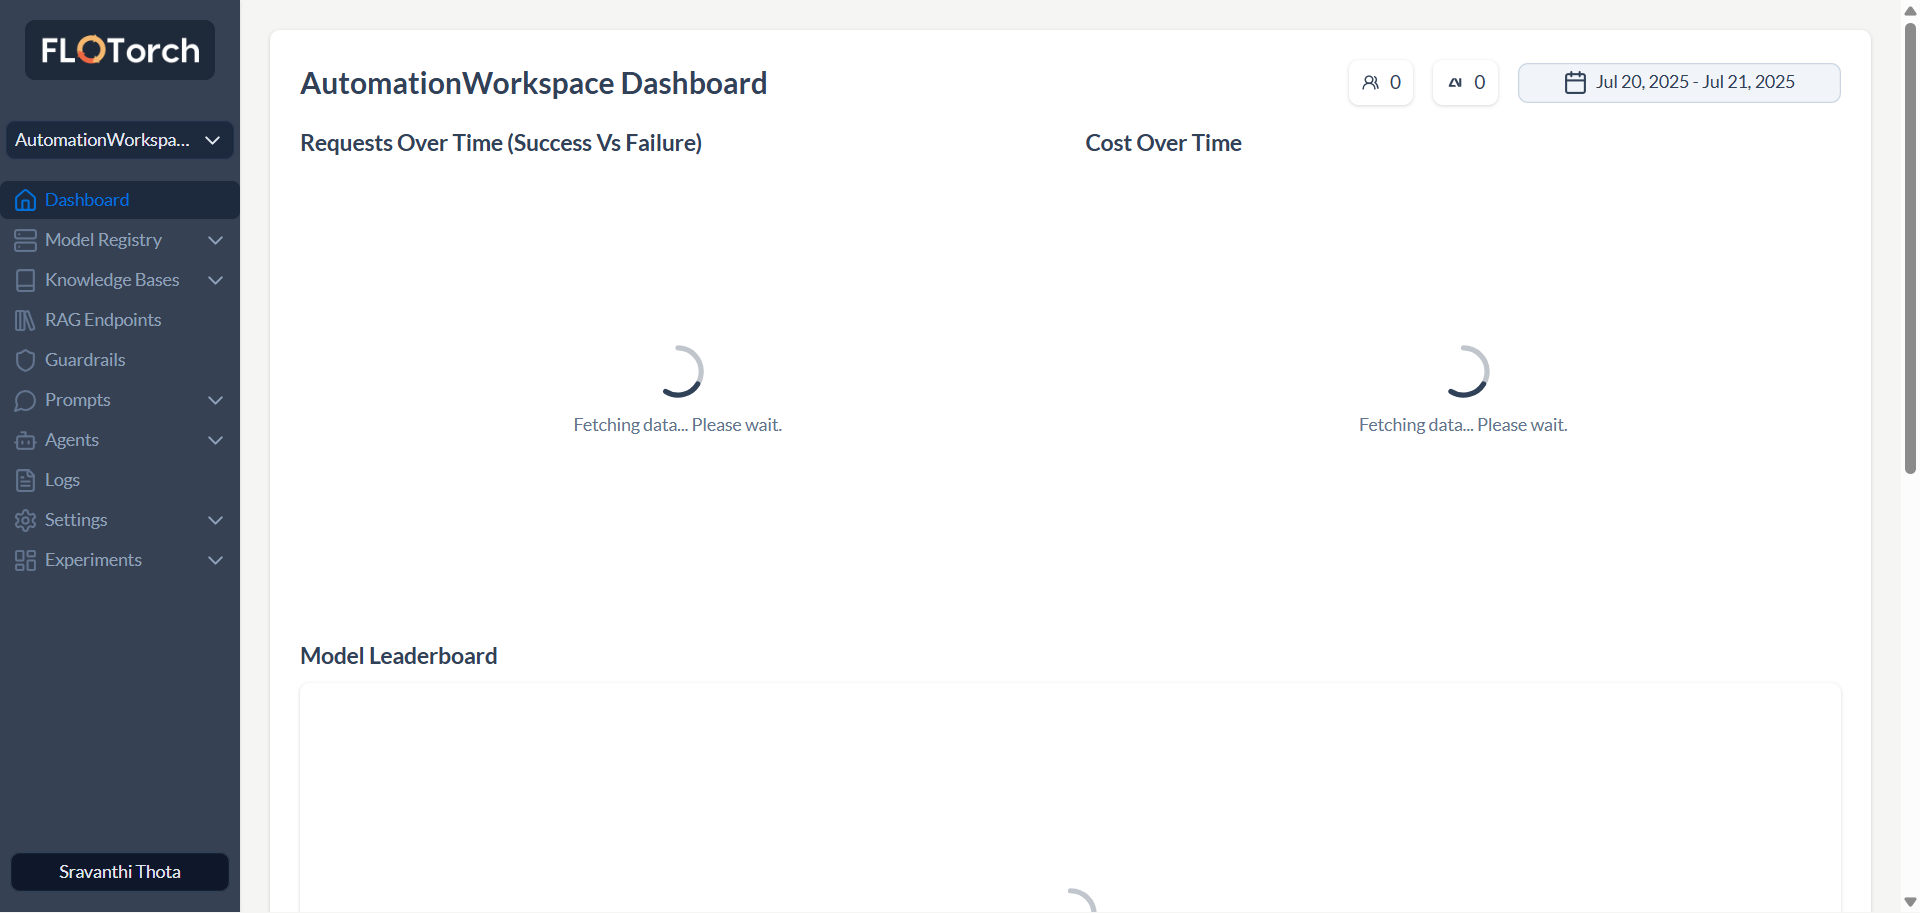 FLOTorch
AutomationWorkspa...
Dashboard
Model Registry
Knowledge Bases
RAG Endpoints
Guardrails
Prompts
Agents
Logs
Settings
Experiments
Sravanthi Thota
AutomationWorkspace Dashboard
0
0
Jul 20, 2025 - Jul 21, 2025
Requests Over Time (Success Vs Failure)
Fetching data... Please wait.
Cost Over Time
Fetching data... Please wait.
Model Leaderboard